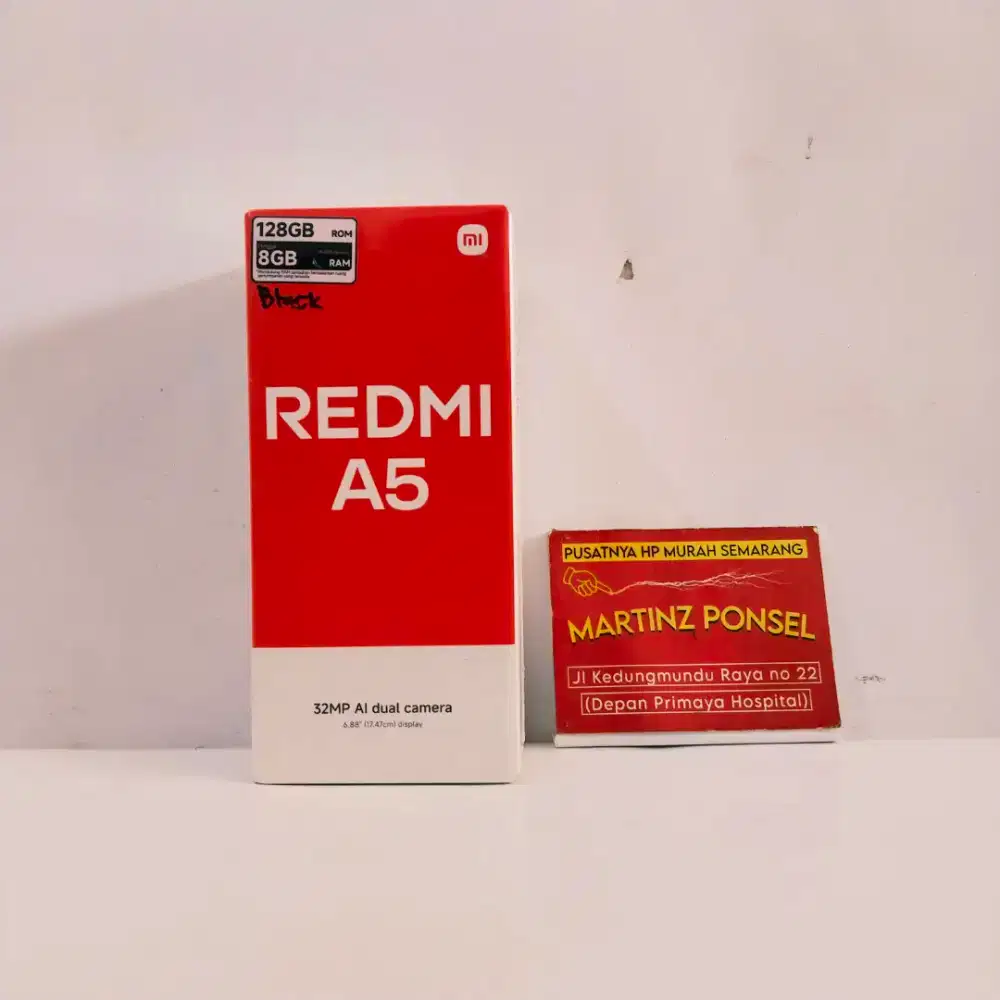 128GB ROM
8GB RAM
Black
mi
REDMI
A5
32MP AI dual camera
6.88" (17.47cm) display
PUSATNYA HP MURAH SEMARANG
MARTINZ PONSEL
Jl Kedungmundu Raya no 22
(Depan Primaya Hospital)